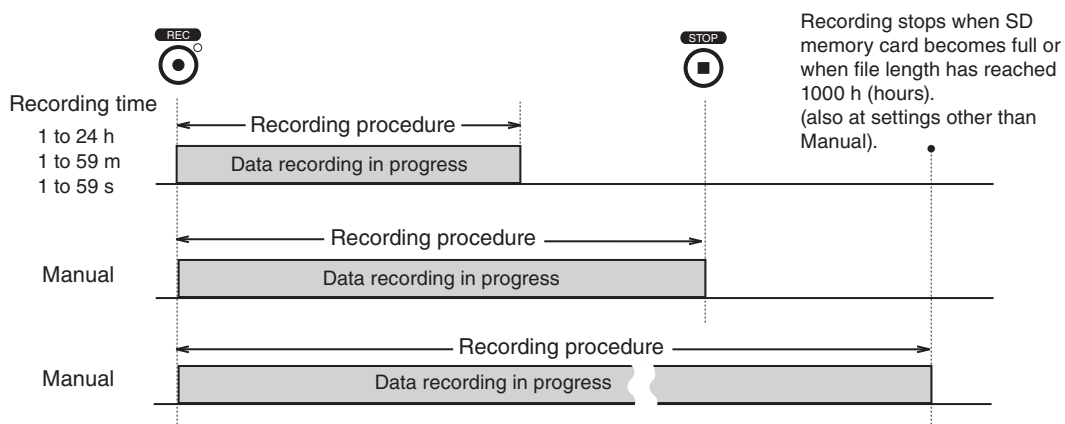 REC
STOP
Recording stops when SD
memory card becomes full or
when file length has reached
1000 h (hours).
(also at settings other than
Manual).
Recording time
1 to 24 h
1 to 59 m
1 to 59 s
Recording procedure
Data recording in progress
Manual
Recording procedure
Data recording in progress
Manual
Recording procedure
Data recording in progress